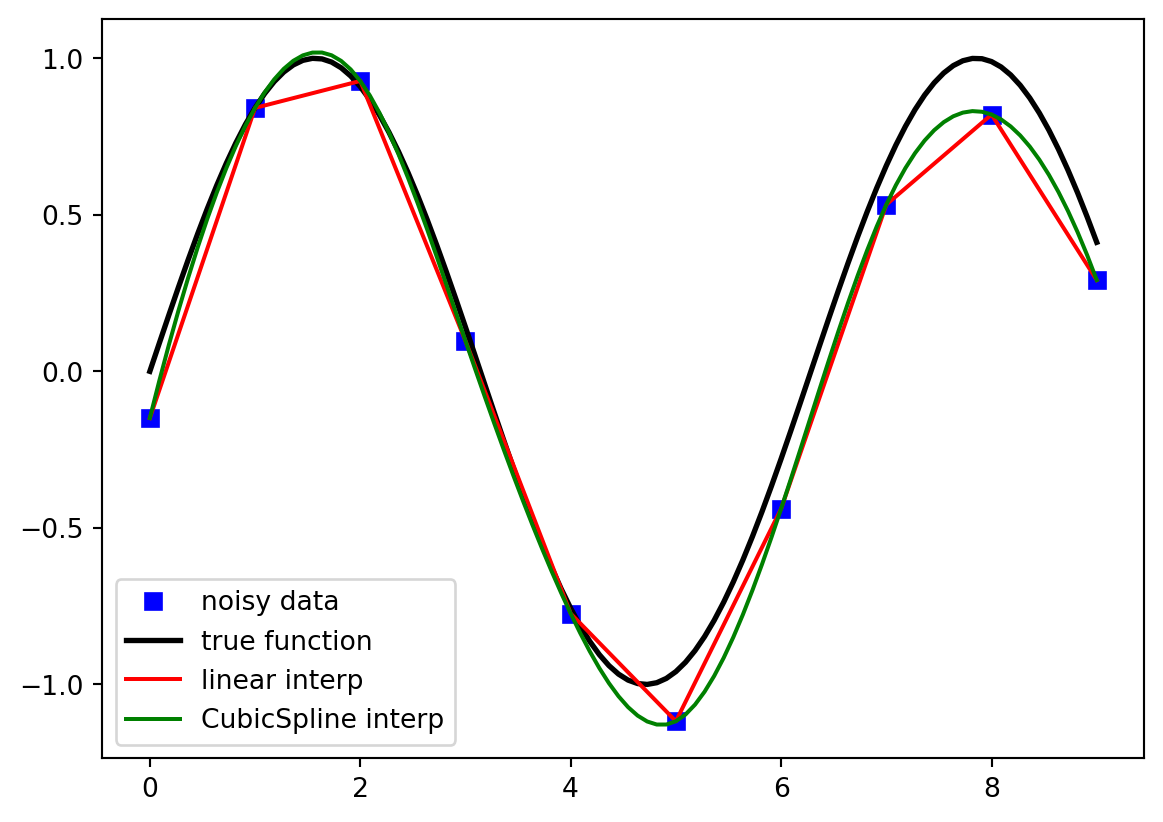 1.0
0.5
0.0
−0.5
−1.0
noisy data
true function
linear interp
CubicSpline interp
0 2 4 6 8